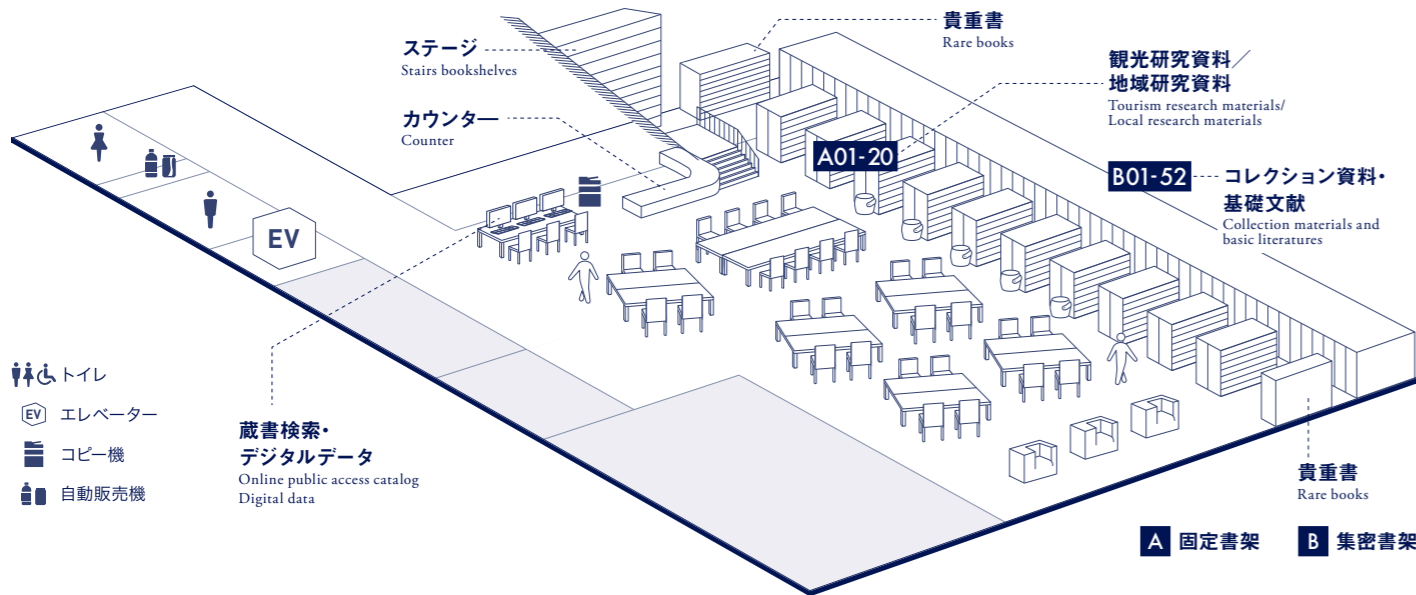 ステージ
Stairs bookshelves
カウンター
Counter
貴重書
Rare books
観光研究資料／
地域研究資料
Tourism research materials/
Local research materials
A01-20
B01-52
コレクション資料・
基礎文献
Collection materials and
basic literatures
EV
トイレ
EV
エレベーター
コピー機
自動販売機
蔵書検索・
デジタルデータ
Online public access catalog
Digital data
貴重書
Rare books
A 固定書架
B 集密書架